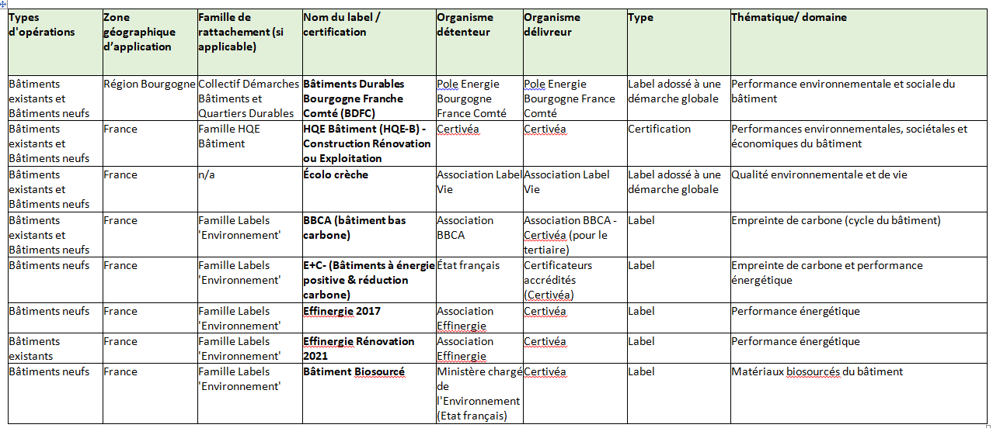 Types d'opérations
Zone géographique d'application
Famille de rattachement (si applicable)
Nom du label / certification
Organisme détenteur
Organisme délivreur
Type
Thématique/ domaine
Bâtiments existants et Bâtiments neufs
Région Bourgogne
Collectif Démarches Bâtiments et Quartiers Durables
Bâtiments Durables Bourgogne Franche Comté (BDFC)
Pole Energie Bourgogne France Comté
Pole Energie Bourgogne France Comté
Label adossé à une démarche globale
Performance environnementale et sociale du bâtiment
Bâtiments existants et Bâtiments neufs
France
Famille HQE Bâtiment
HQE Bâtiment (HQE-B) - Construction Rénovation ou Exploitation
Certivéa
Certivéa
Certification
Performances environnementales, sociétales et économiques du bâtiment
Bâtiments existants et Bâtiments neufs
France
n/a
Écolo crèche
Association Label Vie
Association Label Vie
Label adossé à une démarche globale
Qualité environnementale et de vie
Bâtiments existants et Bâtiments neufs
France
Famille Labels 'Environnement'
BBCA (bâtiment bas carbone)
Association BBCA
Association BBCA - Certivéa (pour le tertiaire)
Label
Empreinte de carbone (cycle du bâtiment)
Bâtiments neufs
France
Famille Labels 'Environnement'
E+C- (Bâtiments à énergie positive & réduction carbone)
État français
Certificateurs accrédités (Certivéa)
Label
Empreinte de carbone et performance énergétique
Bâtiments neufs
France
Famille Labels 'Environnement'
Effinergie 2017
Association Effinergie
Certivéa
Label
Performance énergétique
Bâtiments existants
France
Famille Labels 'Environnement'
Effinergie Rénovation 2021
Association Effinergie
Certivéa
Label
Performance énergétique
Bâtiments neufs
France
Famille Labels 'Environnement'
Bâtiment Biosourcé
Ministère chargé de l'Environnement (Etat français)
Certivéa
Label
Matériaux biosourcés du bâtiment